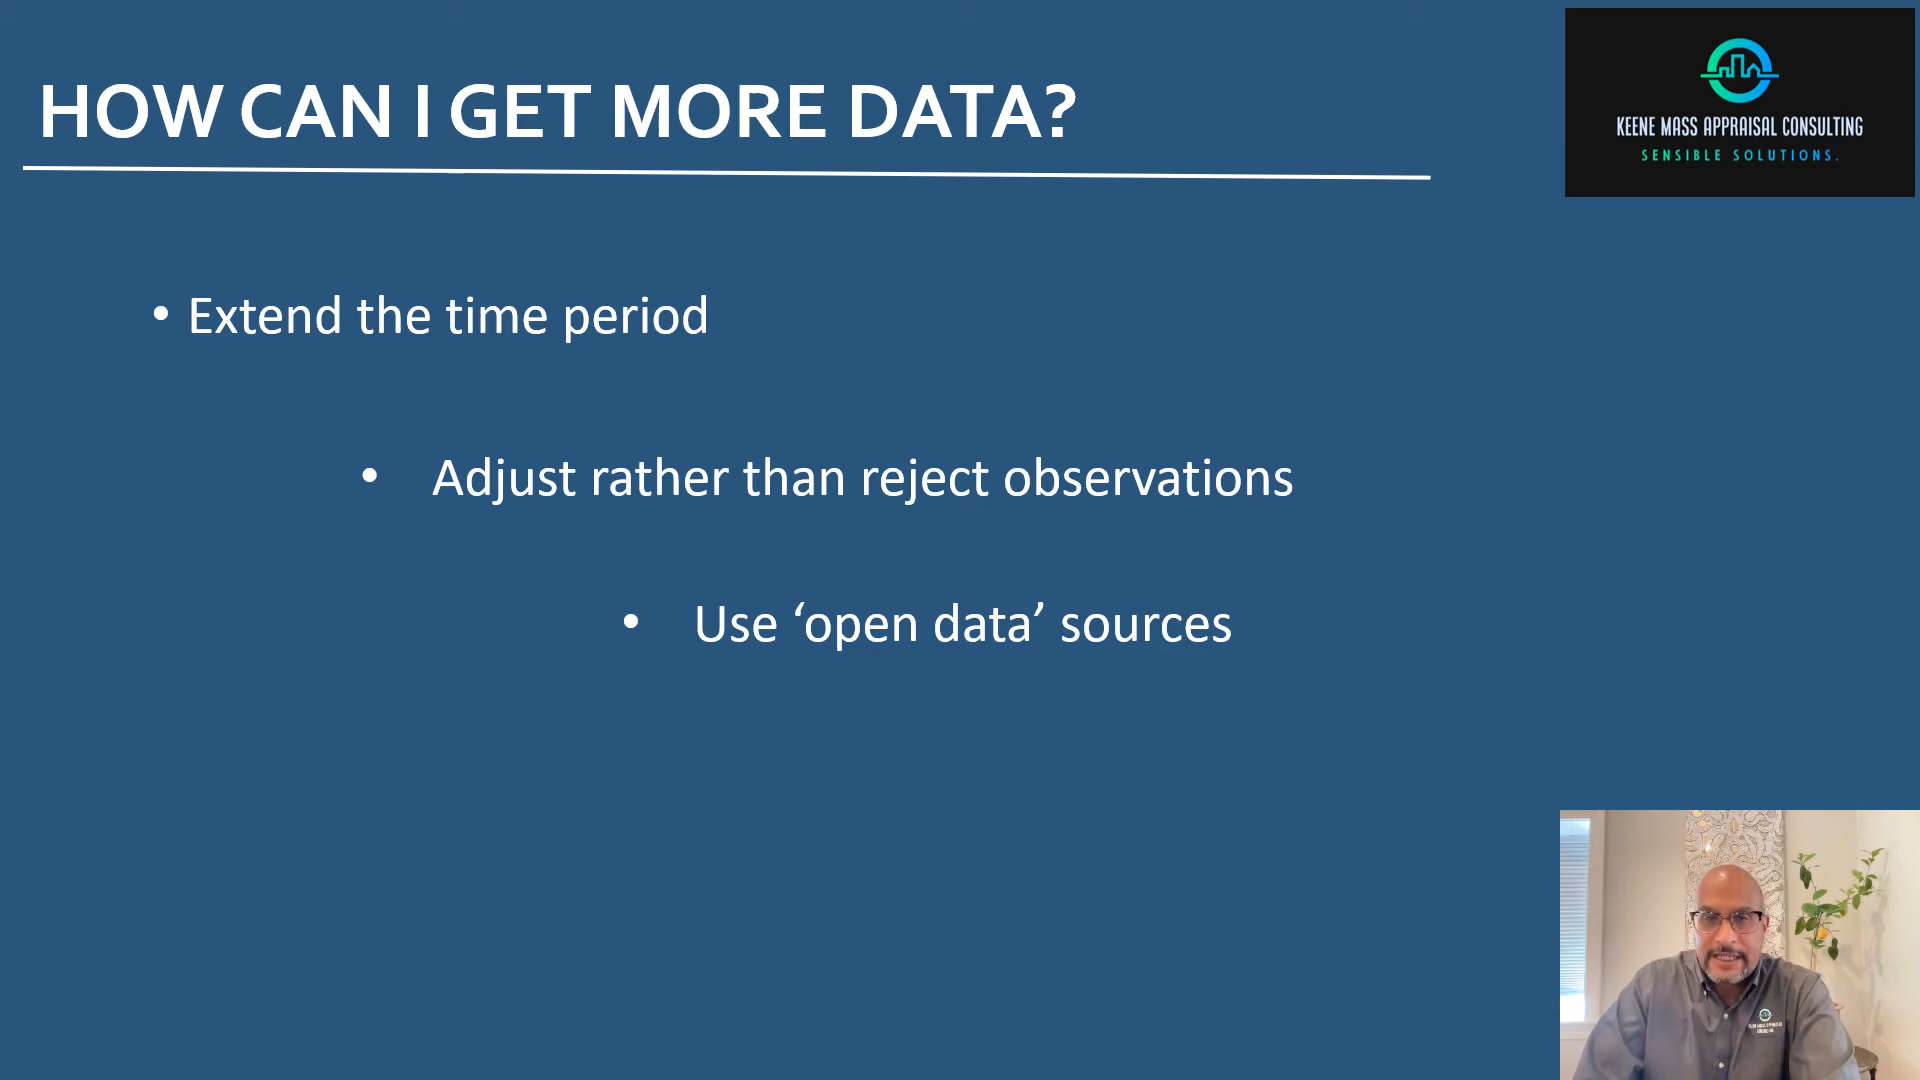 HOW CAN I GET MORE DATA?
KEENE MASS APPRAISAL CONSULTING
SENSIBLE SOLUTIONS.
• Extend the time period
• Adjust rather than reject observations
• Use ‘open data’ sources